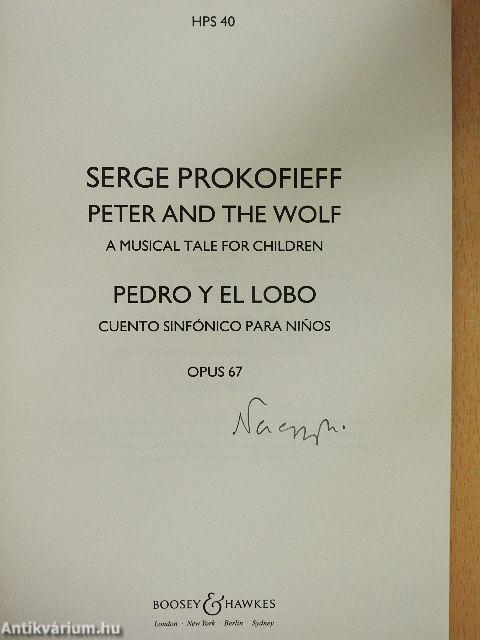 HPS 40
SERGE PROKOFIEFF
PETER AND THE WOLF
A MUSICAL TALE FOR CHILDREN
PEDRO Y EL LOBO
CUENTO SINFÓNICO PARA NIÑOS
OPUS 67
BOOSEY & HAWKES
London · New York · Berlin · Sydney
Antikvárium.hu